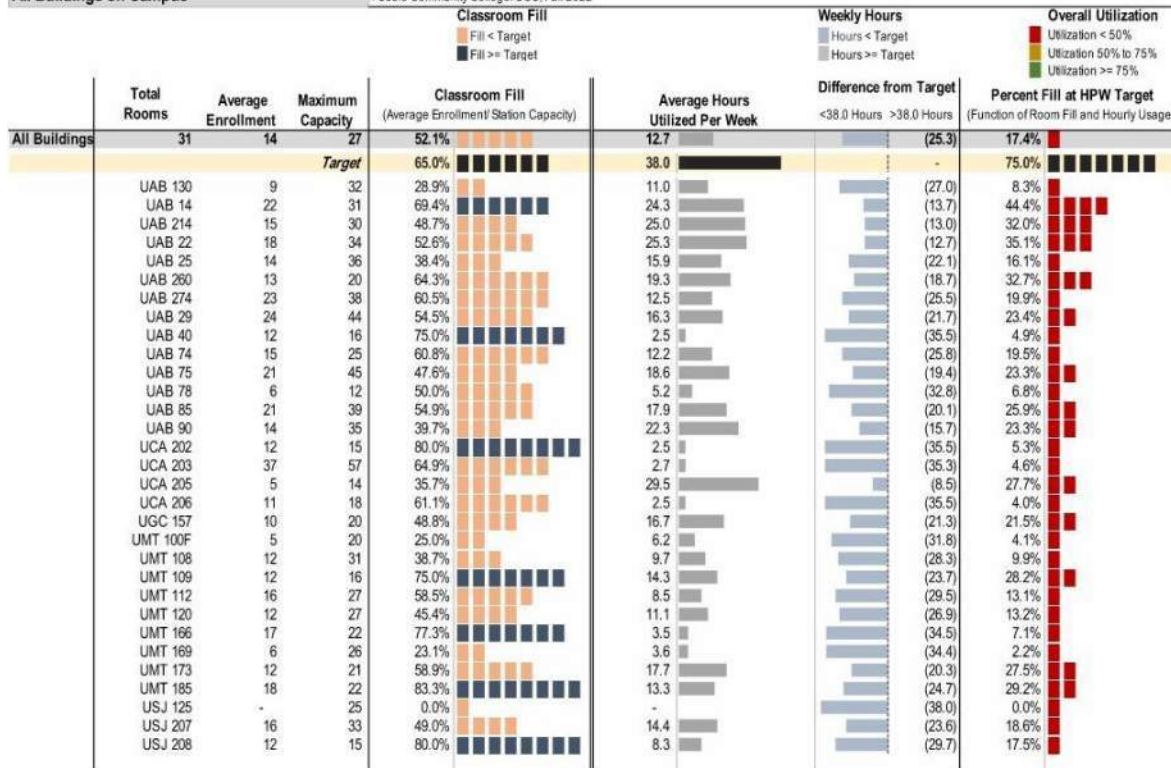 Classroom Fill Weekly Hours Overall Utilization
Fill < Target Hours < Target Utilization < 50%
Fill >= Target Hours >= Target Utilization 50% to 75%
Utilization >= 75%
Total Rooms Average Enrollment Maximum Capacity Classroom Fill (Average Enrollment/ Station Capacity) Average Hours Utilized Per Week Difference from Target <38.0 Hours >38.0 Hours Percent Fill at HPW Target (Function of Room Fill and Hourly Usage
All Buildings 31 14 27 52.1% 12.7 (25.3) 17.4%
Target 65.0% 38.0 - 75.0%
UAB 130 9 32 28.9% 11.0 (27.0) 8.3%
UAB 14 22 31 69.4% 24.3 (13.7) 44.4%
UAB 214 15 30 48.7% 25.0 (13.0) 32.0%
UAB 22 18 34 52.6% 25.3 (12.7) 35.1%
UAB 25 14 36 38.4% 15.9 (22.1) 16.1%
UAB 260 13 20 64.3% 19.3 (18.7) 32.7%
UAB 274 23 38 60.5% 12.5 (25.5) 19.9%
UAB 29 24 44 54.5% 16.3 (21.7) 23.4%
UAB 40 12 16 75.0% 2.5 (35.5) 4.9%
UAB 74 15 25 60.8% 12.2 (25.8) 19.5%
UAB 75 21 45 47.6% 18.6 (19.4) 23.3%
UAB 78 6 12 50.0% 5.2 (32.8) 6.8%
UAB 85 21 39 54.9% 17.9 (20.1) 25.9%
UAB 90 14 35 39.7% 22.3 (15.7) 23.3%
UCA 202 12 15 80.0% 2.5 (35.5) 5.3%
UCA 203 37 57 64.9% 2.7 (35.3) 4.6%
UCA 205 5 14 35.7% 29.5 (8.5) 27.7%
UCA 206 11 18 61.1% 2.5 (35.5) 4.0%
UGC 157 10 20 48.8% 16.7 (21.3) 21.5%
UMT 100F 5 20 25.0% 6.2 (31.8) 4.1%
UMT 108 12 31 38.7% 9.7 (28.3) 9.9%
UMT 109 12 16 75.0% 14.3 (23.7) 28.2%
UMT 112 16 27 58.5% 8.5 (29.5) 13.1%
UMT 120 12 27 45.4% 11.1 (26.9) 13.2%
UMT 166 17 22 77.3% 3.5 (34.5) 7.1%
UMT 169 6 26 23.1% 3.6 (34.4) 2.2%
UMT 173 12 21 58.9% 17.7 (20.3) 27.5%
UMT 185 18 22 83.3% 13.3 (24.7) 29.2%
USJ 125 - 25 0.0% - (38.0) 0.0%
USJ 207 16 33 49.0% 14.4 (23.6) 18.6%
USJ 208 12 15 80.0% 8.3 (29.7) 17.5%